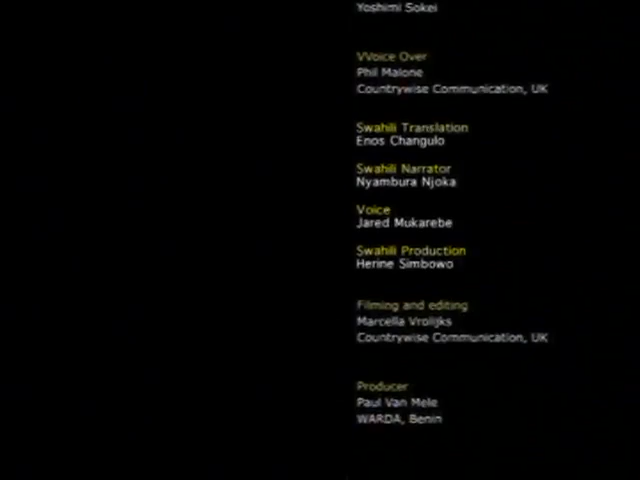 Yoshimi Sokei
VVoice Over
Phil Malone
Countrywise Communication, UK
Swahili Translation
Enos Changulo
Swahili Narrator
Nyambura Njoka
Voice
Jared Mukarebe
Swahili Production
Herine Simbowo
Filming and editing
Marcella Vrolijks
Countrywise Communication, UK
Producer
Paul Van Mele
WARDA, Benin